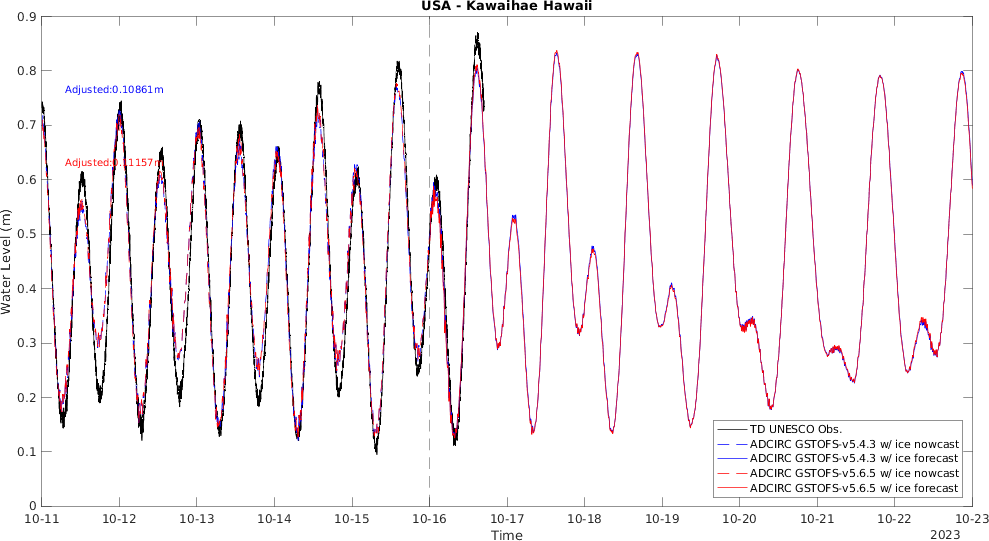 USA - Kawaihae Hawaii
0.9
0.8
0.7
0.6
0.5
0.4
0.3
0.2
0.1
0
Water Level (m)
Adjusted:0.10861m
Adjusted:0.11157m
TD UNESCO Obs.
ADCIRC GSTOFS-v5.4.3 w/ ice nowcast
ADCIRC GSTOFS-v5.4.3 w/ ice forecast
ADCIRC GSTOFS-v5.6.5 w/ ice nowcast
ADCIRC GSTOFS-v5.6.5 w/ ice forecast
10-11 10-12 10-13 10-14 10-15 10-16 10-17 10-18 10-19 10-20 10-21 10-22 10-23
Time
2023